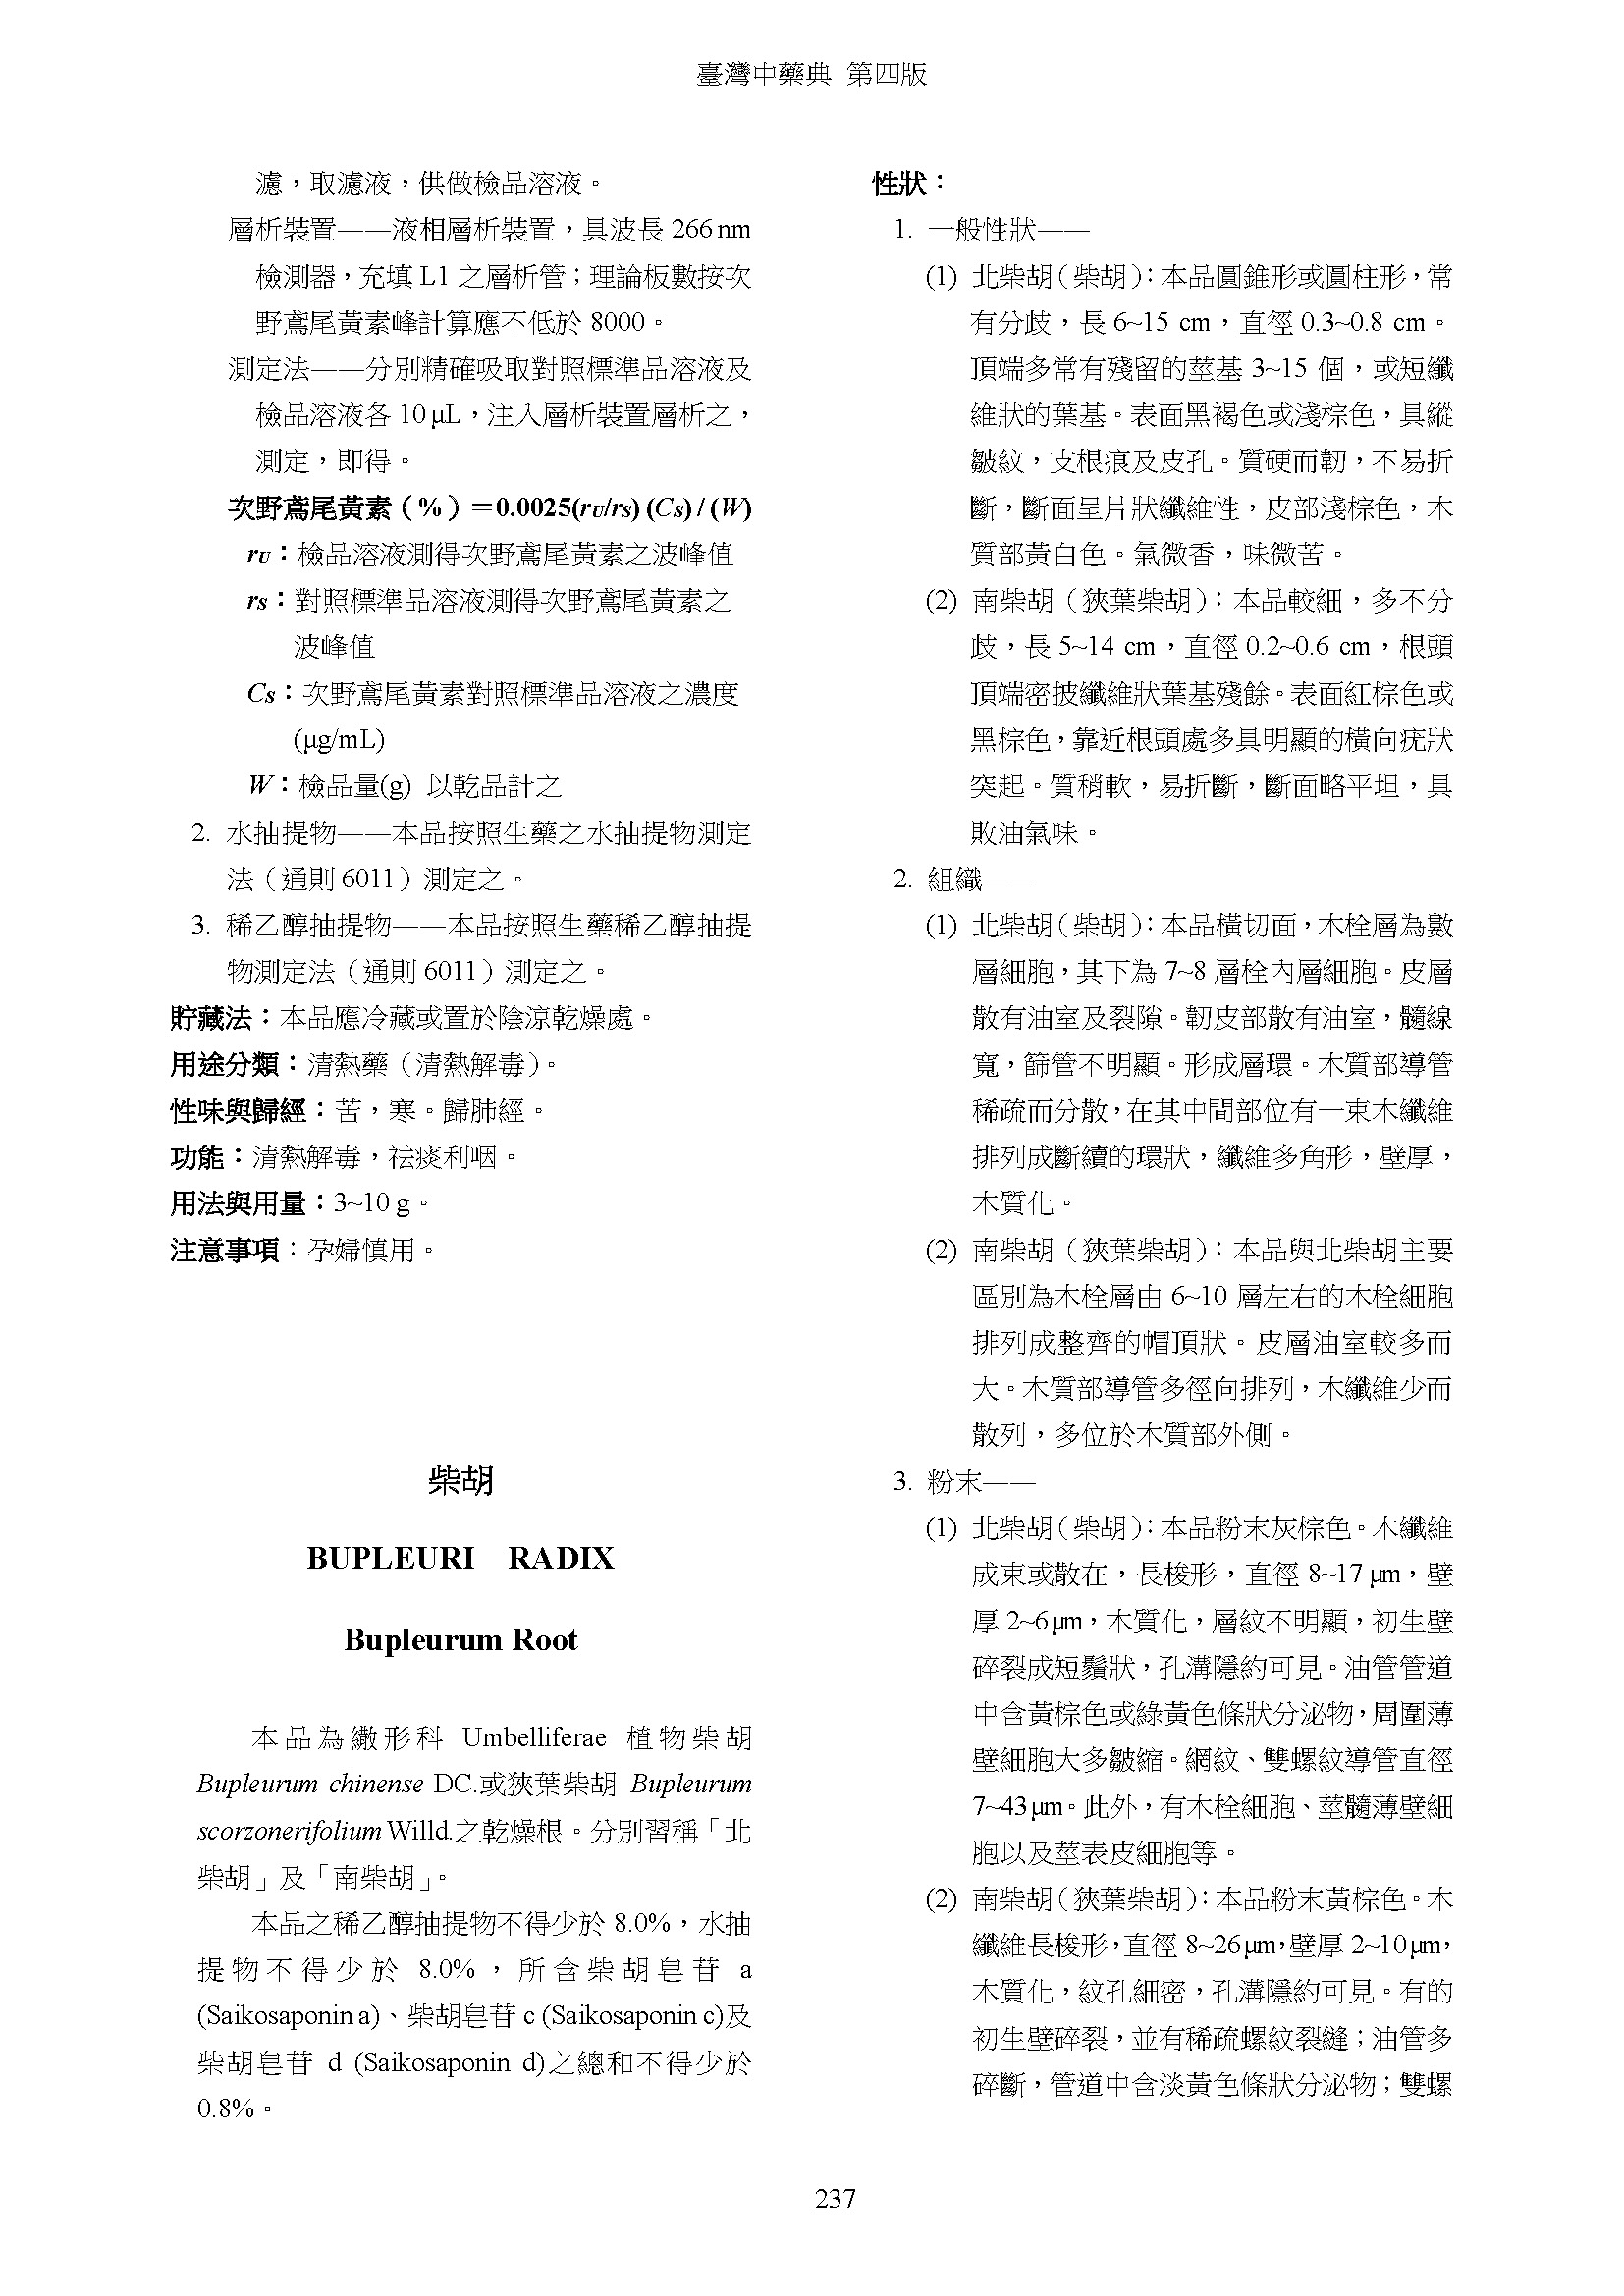 臺灣中藥典 第四版
濾，取濾液，供做檢品溶液。
層析裝置——液相層析裝置，具波長 266 nm
檢測器，充填 L1 之層析管；理論板數按次
野鳶尾黃素峰計算應不低於 8000。
測定法——分別精確吸取對照標準品溶液及
檢品溶液各 10 μL，注入層析裝置層析之，
測定，即得。
次野鳶尾黃素（%）＝0.0025(rU/rS) (CS) / (W)
rU：檢品溶液測得次野鳶尾黃素之波峰值
rS：對照標準品溶液測得次野鳶尾黃素之
波峰值
CS：次野鳶尾黃素對照標準品溶液之濃度
(μg/mL)
W：檢品量(g) 以乾品計之
2. 水抽提物——本品按照生藥之水抽提物測定
法（通則 6011）測定之。
3. 稀乙醇抽提物——本品按照生藥稀乙醇抽提
物測定法（通則 6011）測定之。
貯藏法：本品應冷藏或置於陰涼乾燥處。
用途分類：清熱藥（清熱解毒）。
性味與歸經：苦，寒。歸肺經。
功能：清熱解毒，祛痰利咽。
用法與用量：3~10 g。
注意事項：孕婦慎用。
柴胡
BUPLEURI RADIX
Bupleurum Root
本品為繖形科 Umbelliferae 植物柴胡
Bupleurum chinense DC.或狹葉柴胡 Bupleurum
scorzonerifolium Willd.之乾燥根。分別習稱「北
柴胡」及「南柴胡」。
本品之稀乙醇抽提物不得少於 8.0%，水抽
提物不得少於 8.0%，所含柴胡皂苷 a
(Saikosaponin a)、柴胡皂苷 c (Saikosaponin c)及
柴胡皂苷 d (Saikosaponin d)之總和不得少於
0.8%。
性狀：
1. 一般性狀——
(1) 北柴胡（柴胡）：本品圓錐形或圓柱形，常
有分歧，長 6~15 cm，直徑 0.3~0.8 cm。
頂端多常有殘留的莖基 3~15 個，或短纖
維狀的葉基。表面黑褐色或淺棕色，具縱
皺紋，支根痕及皮孔。質硬而韌，不易折
斷，斷面呈片狀纖維性，皮部淺棕色，木
質部黃白色。氣微香，味微苦。
(2) 南柴胡（狹葉柴胡）：本品較細，多不分
歧，長 5~14 cm，直徑 0.2~0.6 cm，根頭
頂端密披纖維狀葉基殘餘。表面紅棕色或
黑棕色，靠近根頭處多具明顯的橫向疣狀
突起。質稍軟，易折斷，斷面略平坦，具
敗油氣味。
2. 組織——
(1) 北柴胡（柴胡）：本品橫切面，木栓層為數
層細胞，其下為 7~8 層栓內層細胞。皮層
散有油室及裂隙。韌皮部散有油室，髓線
寬，篩管不明顯。形成層環。木質部導管
稀疏而分散，在其中間部位有一束木纖維
排列成斷續的環狀，纖維多角形，壁厚，
木質化。
(2) 南柴胡（狹葉柴胡）：本品與北柴胡主要
區別為木栓層由 6~10 層左右的木栓細胞
排列成整齊的帽頂狀。皮層油室較多而
大。木質部導管多徑向排列，木纖維少而
散列，多位於木質部外側。
3. 粉末——
(1) 北柴胡（柴胡）：本品粉末灰棕色。木纖維
成束或散在，長梭形，直徑 8~17 μm，壁
厚 2~6 μm，木質化，層紋不明顯，初生壁
碎裂成短鬚狀，孔溝隱約可見。油管管道
中含黃棕色或綠黃色條狀分泌物，周圍薄
壁細胞大多皺縮。網紋、雙螺紋導管直徑
7~43 μm。此外，有木栓細胞、莖髓薄壁細
胞以及莖表皮細胞等。
(2) 南柴胡（狹葉柴胡）：本品粉末黃棕色。木
纖維長梭形，直徑 8~26 μm，壁厚 2~10 μm，
木質化，紋孔細密，孔溝隱約可見。有的
初生壁碎裂，並有稀疏螺紋裂縫；油管多
碎斷，管道中含淡黃色條狀分泌物；雙螺
237